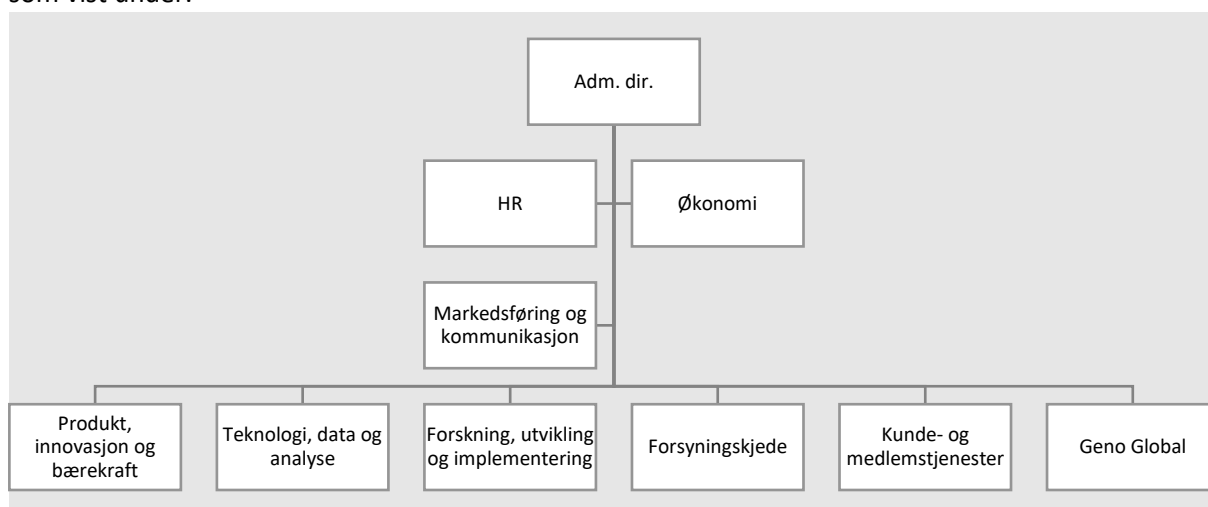 som vist under:
Adm. dir.
HR
Økonomi
Markedsføring og
kommunikasjon
Produkt,
innovasjon og
bærekraft
Teknologi, data og
analyse
Forskning, utvikling
og implementering
Forsyningskjede
Kunde- og
medlemstjenester
Geno Global